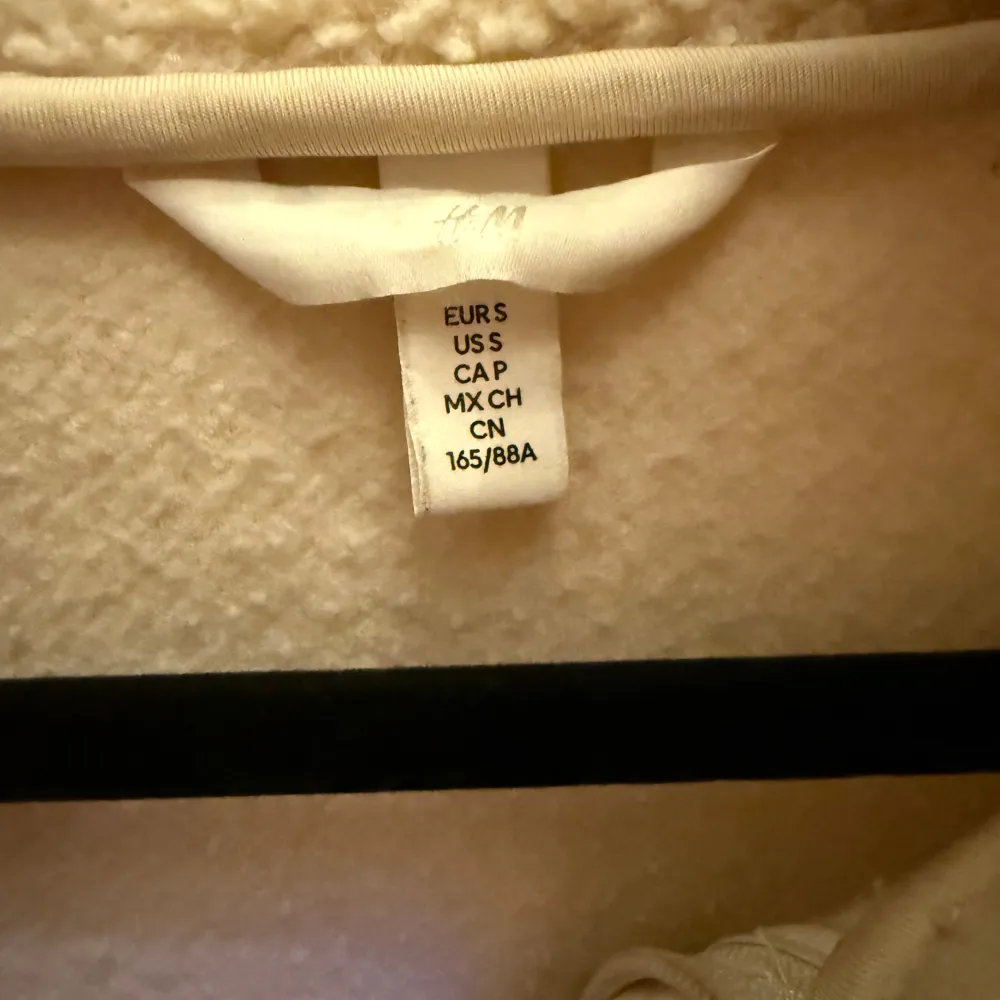 H&M
EUR S
US S
CA P
MX CH
CN
165/88A